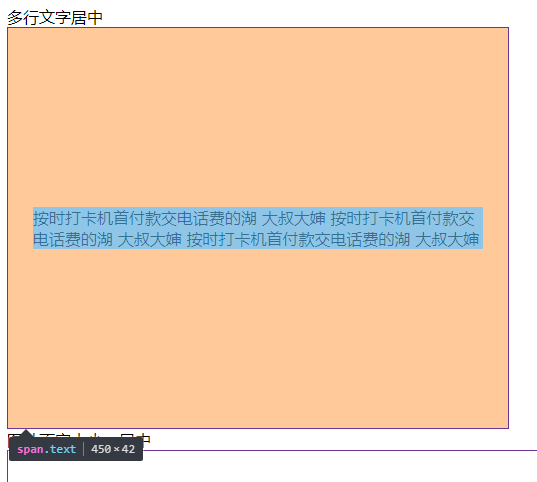 多行文字居中
按时打卡机首付款交电话费的湖 大叔大婶 按时打卡机首付款交
电话费的湖 大叔大婶 按时打卡机首付款交电话费的湖 大叔大婶
居中
span.text 450×42